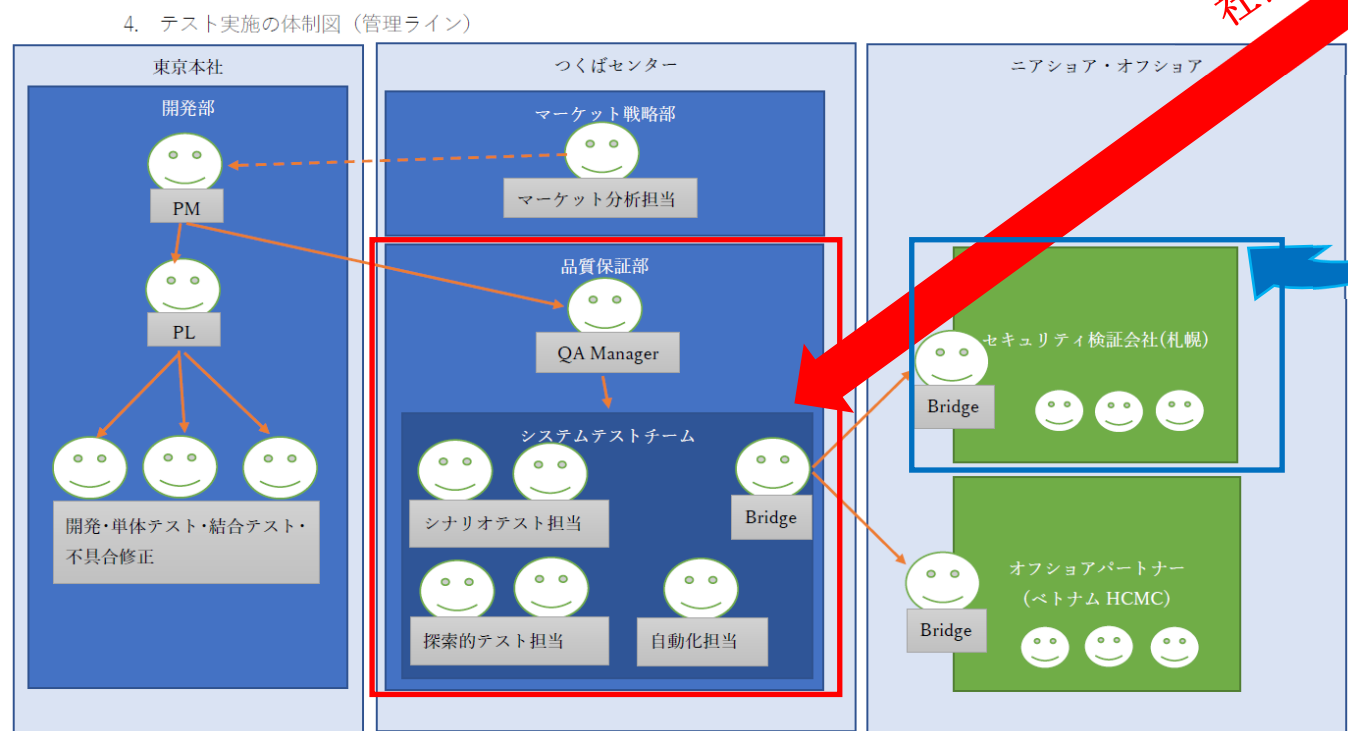 4. テスト実施の体制図（管理ライン）
社
東京本社
開発部
PM
PL
開発・単体テスト・結合テスト・
不具合修正
つくばセンター
マーケット戦略部
マーケット分析担当
品質保証部
QA Manager
システムテストチーム
シナリオテスト担当
Bridge
探索的テスト担当
自動化担当
ニアショア・オフショア
セキュリティ検証会社(札幌)
Bridge
オフショアパートナー
(ベトナム HCMC)
Bridge